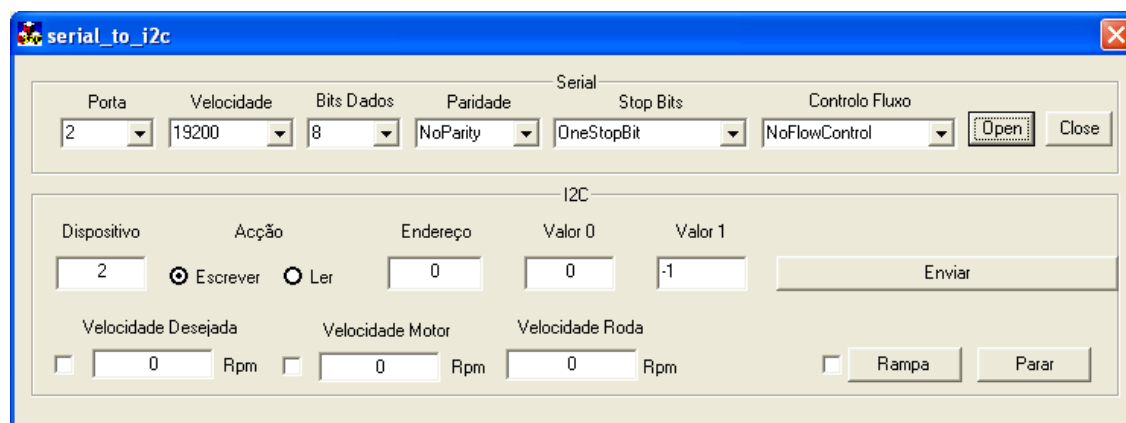 serial_to_i2c
Serial
Porta Velocidade Bits Dados Paridade Stop Bits Controlo Fluxo
2 19200 8 NoParity OneStopBit NoFlowControl Open Close
I2C
Dispositivo Acção Endereço Valor 0 Valor 1
2 Escrever Ler 0 0 -1 Enviar
Velocidade Desejada Velocidade Motor Velocidade Roda
0 Rpm 0 Rpm 0 Rpm Rampa Parar